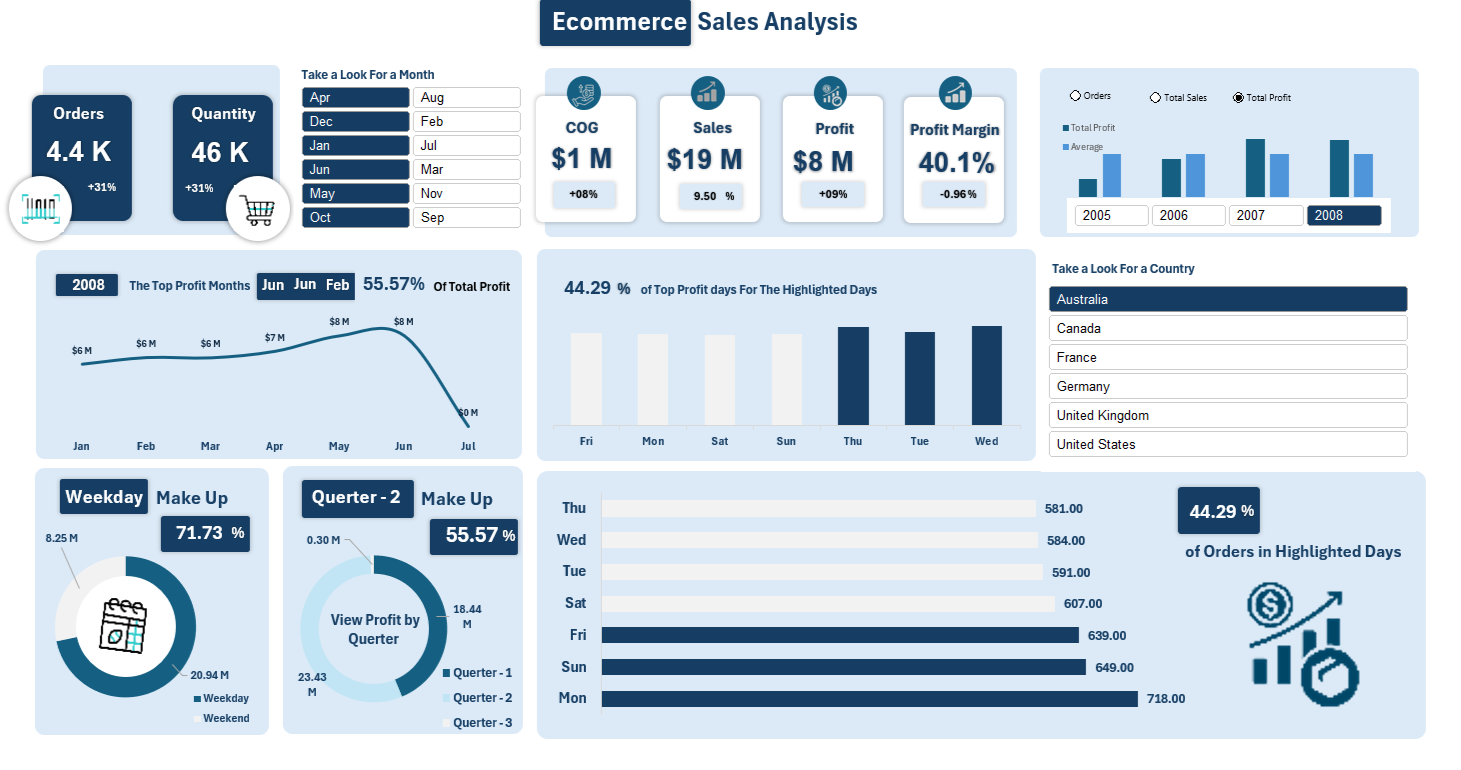 Ecommerce Sales Analysis
Orders
4.4 K
+31%
Quantity
46 K
+31%
Take a Look For a Month
Apr Aug
Dec Feb
Jan Jul
Jun Mar
May Nov
Oct Sep
COG
$1 M
+08%
Sales
$19 M
9.50 %
Profit
$8 M
+09%
Profit Margin
40.1%
-0.96%
Orders Total Sales Total Profit
Total Profit
Average
2005 2006 2007 2008
2008 The Top Profit Months Jun Jun Feb 55.57% Of Total Profit
$6 M $6 M $6 M $7 M $8 M $8 M $0 M
Jan Feb Mar Apr May Jun Jul
44.29 % of Top Profit days For The Highlighted Days
Fri Mon Sat Sun Thu Tue Wed
Take a Look For a Country
Australia
Canada
France
Germany
United Kingdom
United States
Weekday Make Up
71.73 %
8.25 M
20.94 M
Weekday
Weekend
Querter - 2 Make Up
55.57 %
0.30 M
View Profit by
Querter
18.44
M
23.43
M
Querter - 1
Querter - 2
Querter - 3
Thu 581.00
Wed 584.00
Tue 591.00
Sat 607.00
Fri 639.00
Sun 649.00
Mon 718.00
44.29 %
of Orders in Highlighted Days